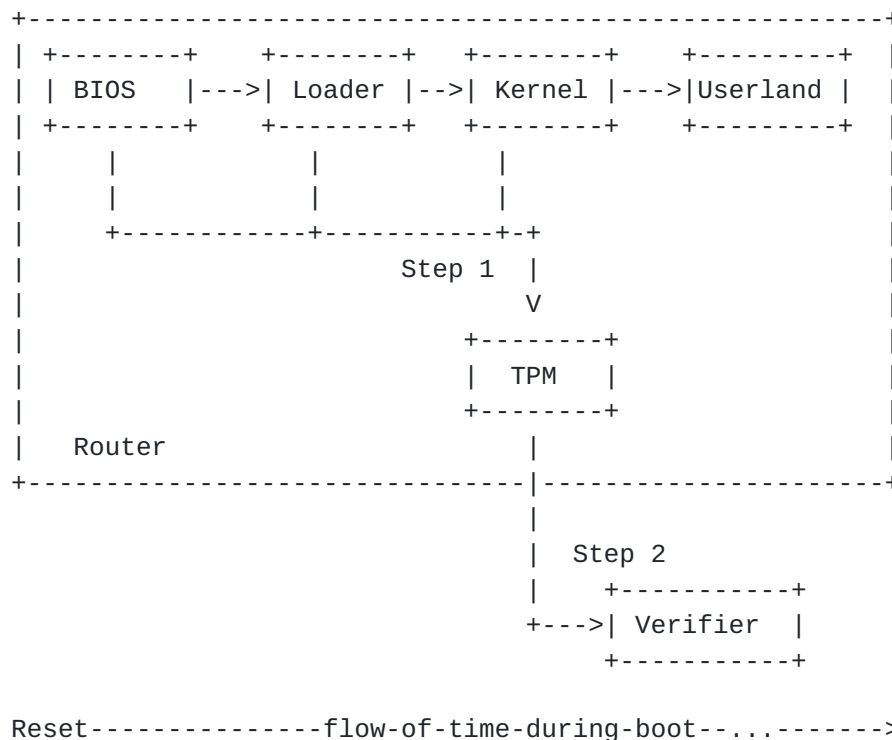 +---------------------------------------------------------+
| +--------+    +--------+   +--------+    +---------+  |
| | BIOS   |--->| Loader |-->| Kernel |--->|Userland |  |
| +--------+    +--------+   +--------+    +---------+  |
|     |            |           |                        |
|     |            |           |                        |
|     +------------+-----------+-+                      |
|                       Step 1  |                       |
|                               V                       |
|                           +--------+                  |
|                           |  TPM   |                  |
|                           +--------+                  |
|   Router                      |                       |
+--------------------------------|----------------------+
|
|  Step 2
|    +-----------+
+--->| Verifier  |
+-----------+
Reset---------------flow-of-time-during-boot--...------->